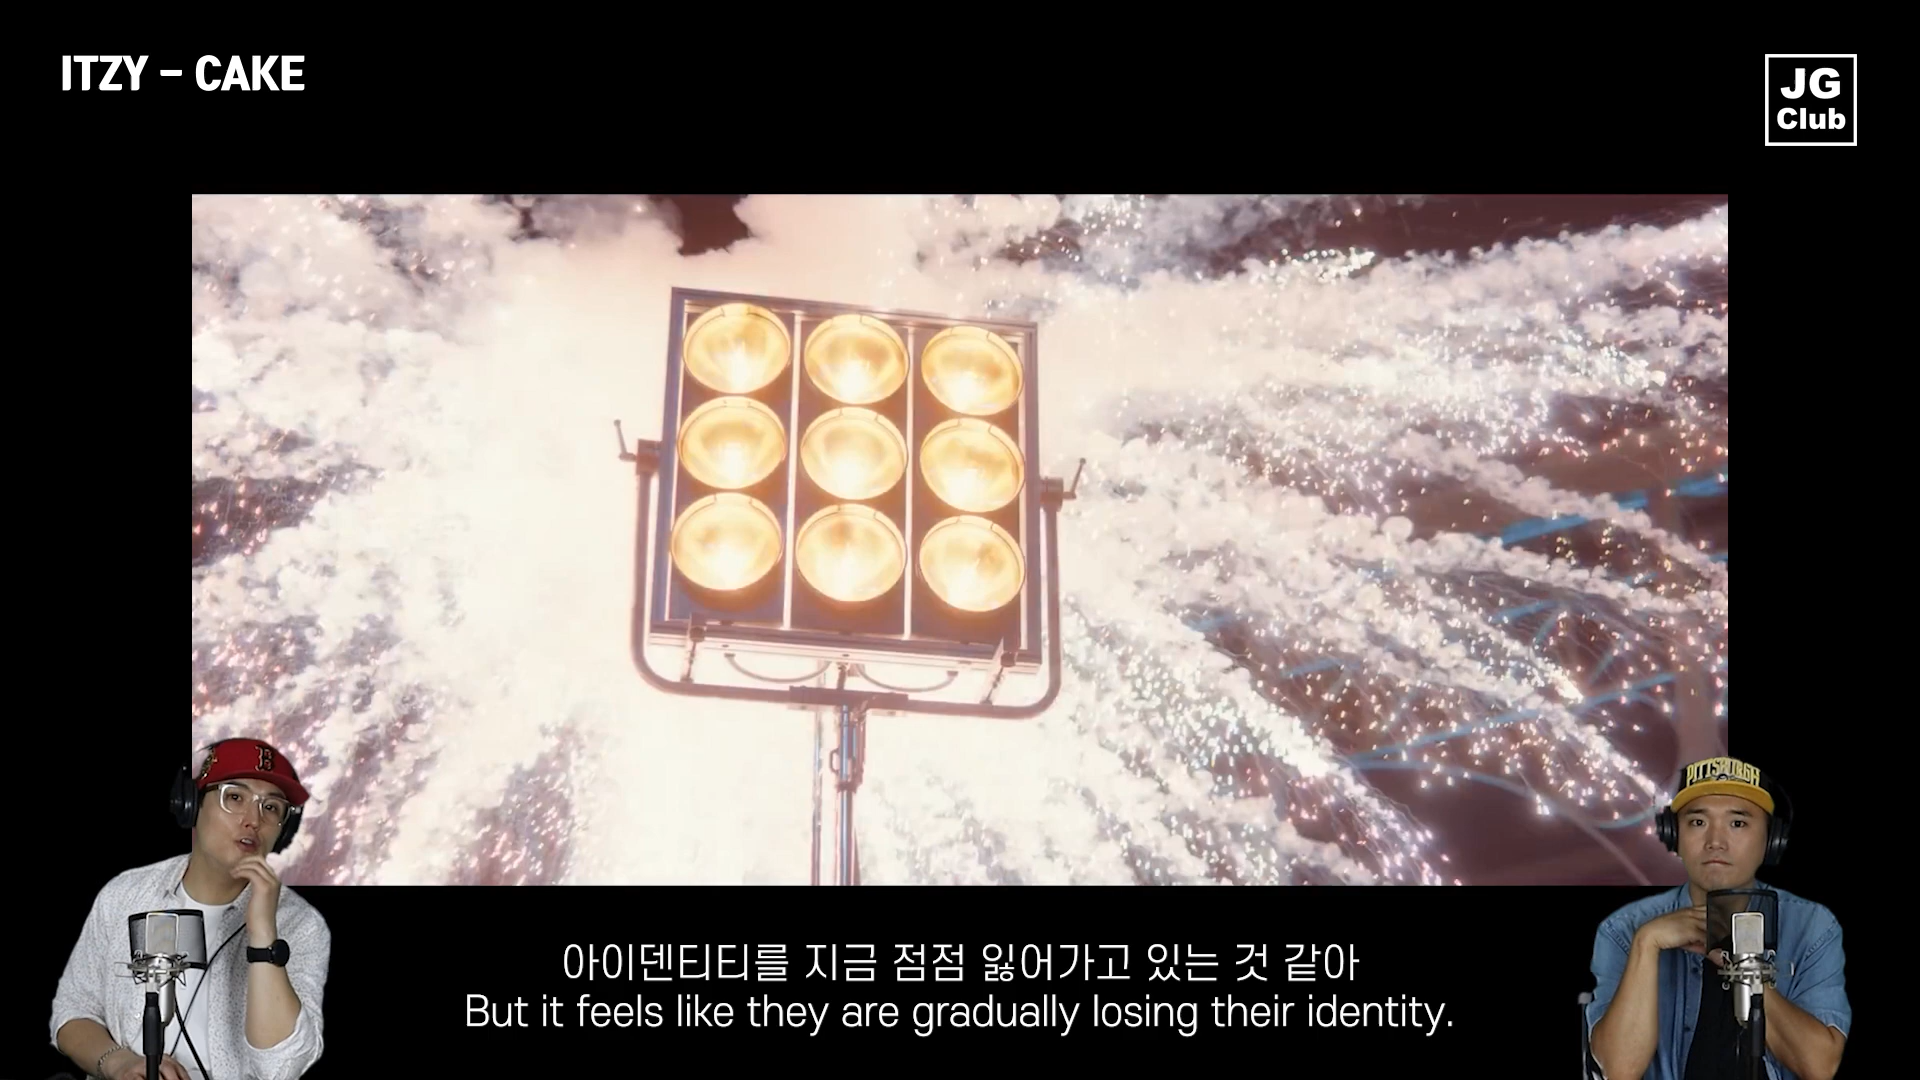 ITZY – CAKE
JG
Club
PITTSBURGH
아이덴티티를 지금 점점 잃어가고 있는 것 같아
But it feels like they are gradually losing their identity.